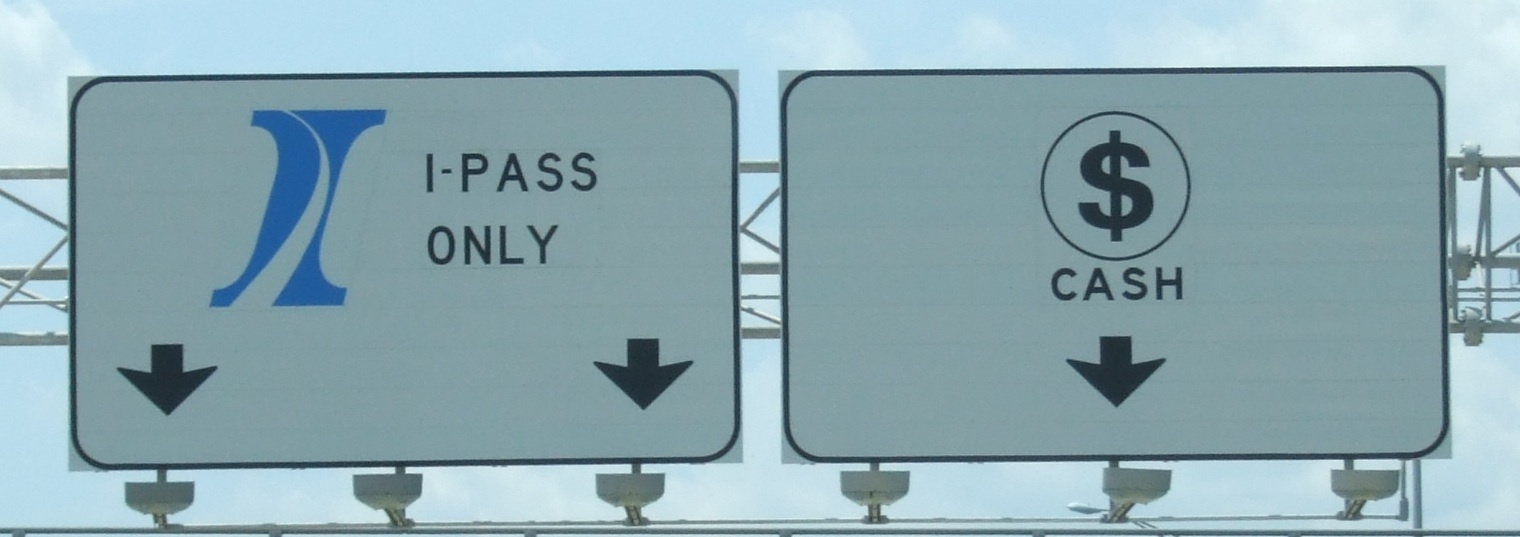 I-PASS
ONLY
$
CASH